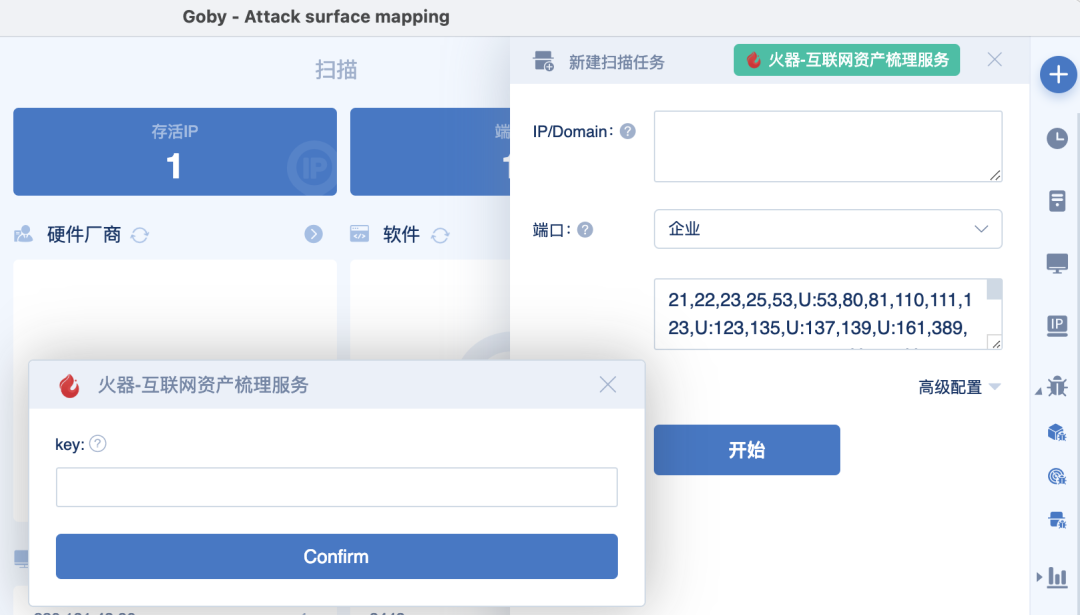 Goby - Attack surface mapping
扫描
新建扫描任务
火器-互联网资产梳理服务
存活IP
1
IP
端
1
IP/Domain:
硬件厂商
软件
端口:
企业
21,22,23,25,53,U:53,80,81,110,111,1
23,U:123,135,U:137,139,U:161,389,
高级配置
开始
火器-互联网资产梳理服务
key:
Confirm
IP